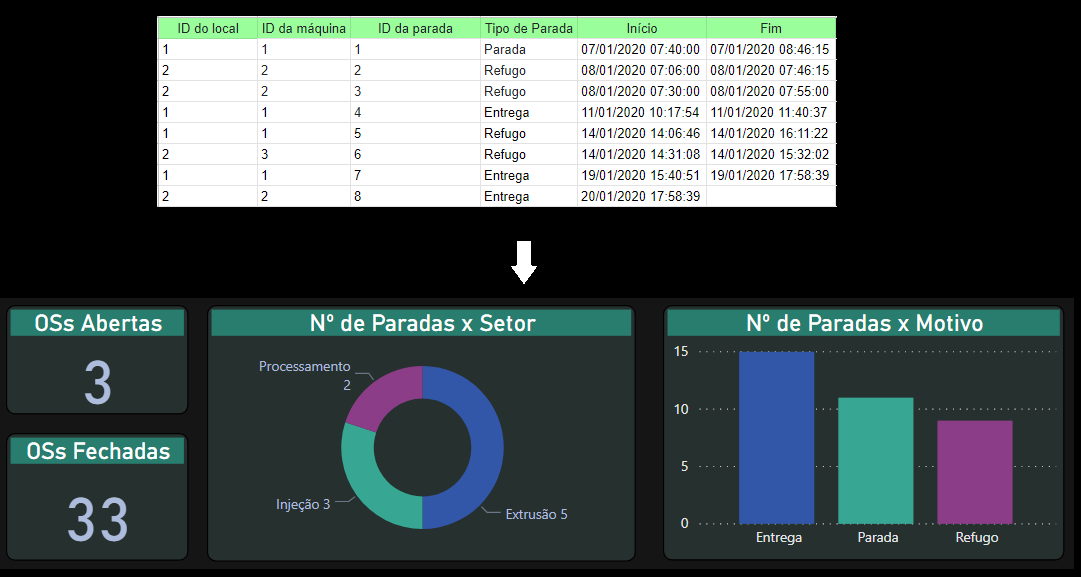 ID do local ID da máquina ID da parada Tipo de Parada Início Fim
1 1 1 Parada 07/01/2020 07:40:00 07/01/2020 08:46:15
2 2 2 Refugo 08/01/2020 07:06:00 08/01/2020 07:46:15
2 2 3 Refugo 08/01/2020 07:30:00 08/01/2020 07:55:00
1 1 4 Entrega 11/01/2020 10:17:54 11/01/2020 11:40:37
1 1 5 Refugo 14/01/2020 14:06:46 14/01/2020 16:11:22
2 3 6 Refugo 14/01/2020 14:31:08 14/01/2020 15:32:02
1 1 7 Entrega 19/01/2020 15:40:51 19/01/2020 17:58:39
2 2 8 Entrega 20/01/2020 17:58:39
OSs Abertas
3
OSs Fechadas
33
Nº de Paradas x Setor
Processamento
2
Injeção 3
Extrusão 5
Nº de Paradas x Motivo
15
10
5
0
Entrega Parada Refugo